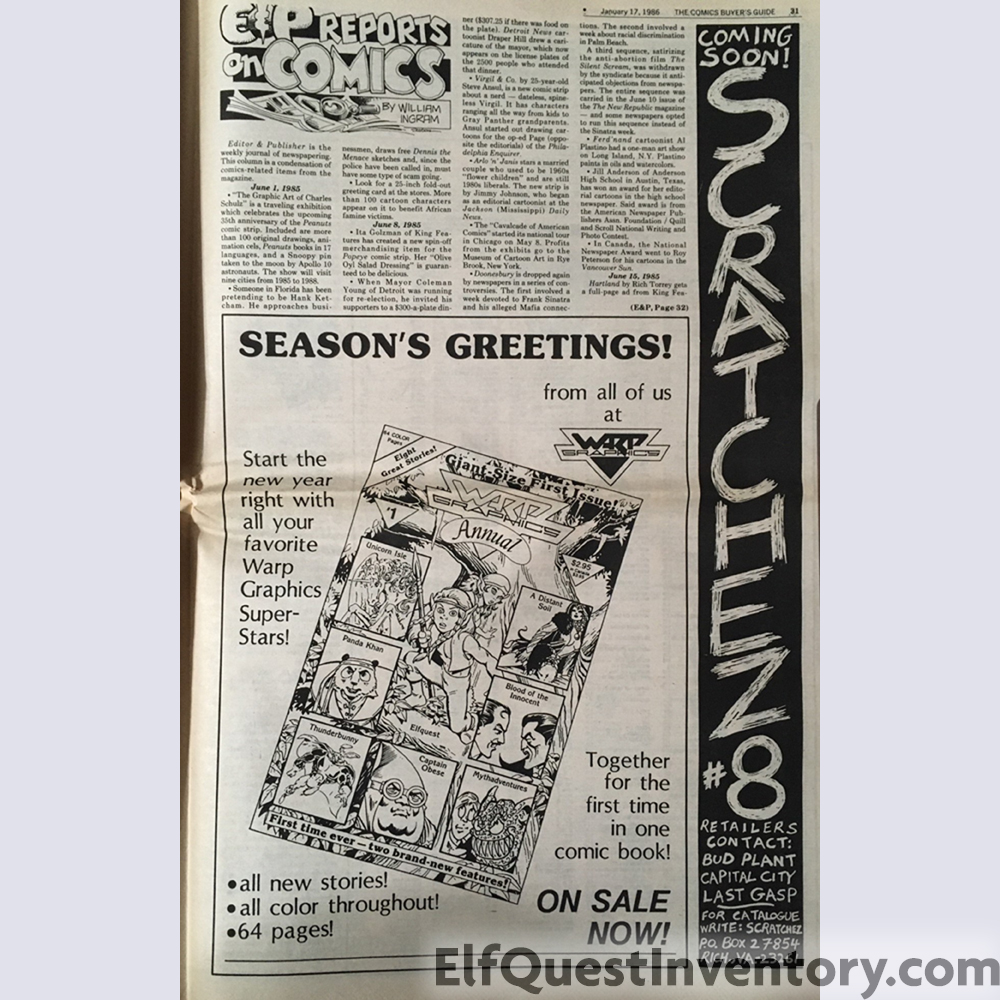 January 17, 1986 THE COMICS BUYER'S GUIDE 31
E&P REPORTS
on COMICS
BY WILLIAM
INGRAM
Editor & Publisher is the
weekly journal of newspapering.
This column is a condensation of
comics-related items from the
magazine.
June 1, 1985
• "The Graphic Art of Charles
Schulz" is a traveling exhibition
which celebrates the upcoming
35th anniversary of the Peanuts
comic strip. Included are more
than 100 original drawings, ani-
mation cels, Peanuts books in 17
languages, and a Snoopy pin
taken to the moon by Apollo 10
astronauts. The show will visit
nine cities from 1985 to 1988.
• Someone in Florida has been
pretending to be Hank Ket-
cham. He approaches busi-
nessmen, draws free Dennis the
Menace sketches and, since the
police have been called in, must
have some type of scam going.
• Look for a 25-inch fold-out
greeting card at the stores. More
than 100 cartoon characters
appear on it to benefit African
famine victims.
June 8, 1985
• Ita Golzman of King Fea-
tures has created a new spin-off
merchandising item for the
Popeye comic strip. Her "Olive
Oyl Salad Dressing" is guaran-
teed to be delicious.
• When Mayor Coleman
Young of Detroit was running
for re-election, he invited his
supporters to a $300-a-plate din-
ner ($307.25 if there was food on
the plate). Detroit News car-
toonist Draper Hill drew a cari-
cature of the mayor, which now
appears on the license plates of
the 2500 people who attended
that dinner.
• Virgil & Co. by 25-year-old
Steve Ansul, is a new comic strip
about a nerd — dateless, spine-
less Virgil. It has characters
ranging all the way from kids to
Gray Panther grandparents.
Ansul started out drawing car-
toons for the op-ed Page (oppo-
site the editorials) of the Phila-
delphia Enquirer.
• Arlo 'n' Janis stars a married
couple who used to be 1960s
"flower children" and are still
1980s liberals. The new strip is
by Jimmy Johnson, who began
as an editorial cartoonist at the
Jackson (Mississippi) Daily
News.
• The "Cavalcade of American
Comics" started its national tour
in Chicago on May 8. Profits
from the exhibits go to the
Museum of Cartoon Art in Rye
Brook, New York.
• Doonesbury is dropped again
by newspapers in a series of con-
troversies. The first involved a
week devoted to Frank Sinatra
and his alleged Mafia connec-
tions. The second involved a
week about racial discrimination
in Palm Beach.
A third sequence, satirizing
the anti-abortion film The
Silent Scream, was withdrawn
by the syndicate because it anti-
cipated objections from newspa-
pers. The entire sequence was
carried in the June 10 issue of
the The New Republic magazine
— and some newspapers opted
to run this sequence instead of
the Sinatra week.
• Ferd'nand cartoonist Al
Plastino had a one-man art show
on Long Island, N.Y. Plastino
paints in oils and watercolors.
• Jill Anderson of Anderson
High School in Austin, Texas,
has won an award for her edito-
rial cartoons in the high school
newspaper. Said award is from
the American Newspaper Pub-
lishers Assn. Foundation / Quill
and Scroll National Writing and
Photo Contest.
• In Canada, the National
Newspaper Award went to Roy
Peterson for his cartoons in the
Vancouver Sun.
June 15, 1985
Hartland by Rich Torrey gets
a full-page ad from King Fea-
(E&P, Page 32)
SEASON'S GREETINGS!
from all of us
at
WARP
GRAPHICS
Start the
new year
right with
all your
favorite
Warp
Graphics
Super-
Stars!
64 COLOR
Pages
Eight
Great Stories!
Giant-Size First Issue!
WARP
GRAPHICS
Annual
#1
$2.95
Unicorn Isle
A Distant
Soil
Panda Khan
Blood of the
Innocent
Elfquest
Thunderbunny
Captain
Obese
Mythadventures
First time ever — two brand-new features!
Together
for the
first time
in one
comic book!
•all new stories!
•all color throughout!
•64 pages!
ON SALE
NOW!
COMING
SOON!
SCRATCHEZ
#8
RETAILERS
CONTACT:
BUD PLANT
CAPITAL CITY
LAST GASP
FOR CATALOGUE
WRITE: SCRATCHEZ
P.O. BOX 27854
RICH, VA-23261
ElfQuestInventory.com